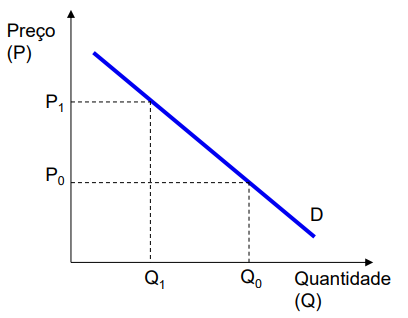 Preço
(P)
P₁
P₀
D
Q₁
Q₀
Quantidade
(Q)